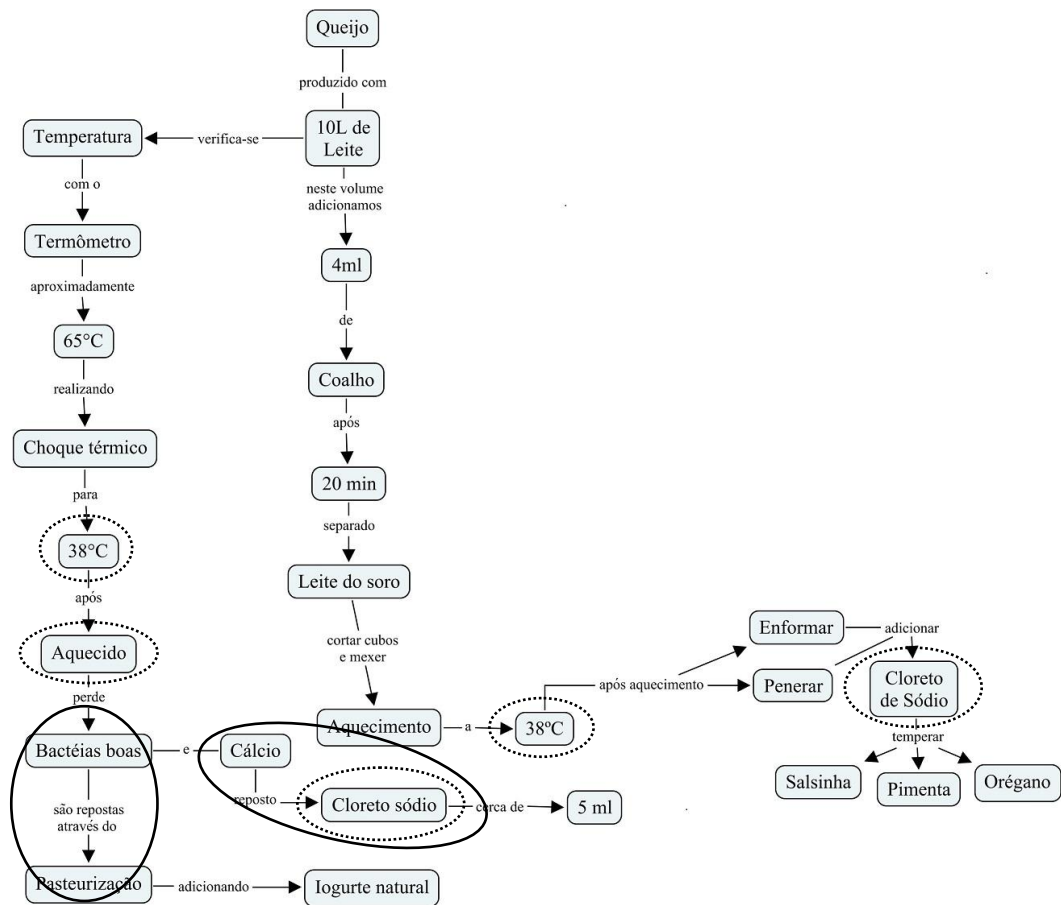 Queijo
produzido com
10L de
Leite
verifica-se
Temperatura
com o
Termômetro
aproximadamente
65°C
realizando
Choque térmico
para
38°C
após
Aquecido
perde
Bactéias boas
são repostas
através do
Pasteurização
adicionando
Iogurte natural
e
Cálcio
reposto
Cloreto sódio
cerca de
5 ml
neste volume
adicionamos
4ml
de
Coalho
após
20 min
separado
Leite do soro
cortar cubos
e mexer
Aquecimento
a
38ºC
após aquecimento
Enformar
Penerar
adicionar
Cloreto
de Sódio
temperar
Salsinha
Pimenta
Orégano